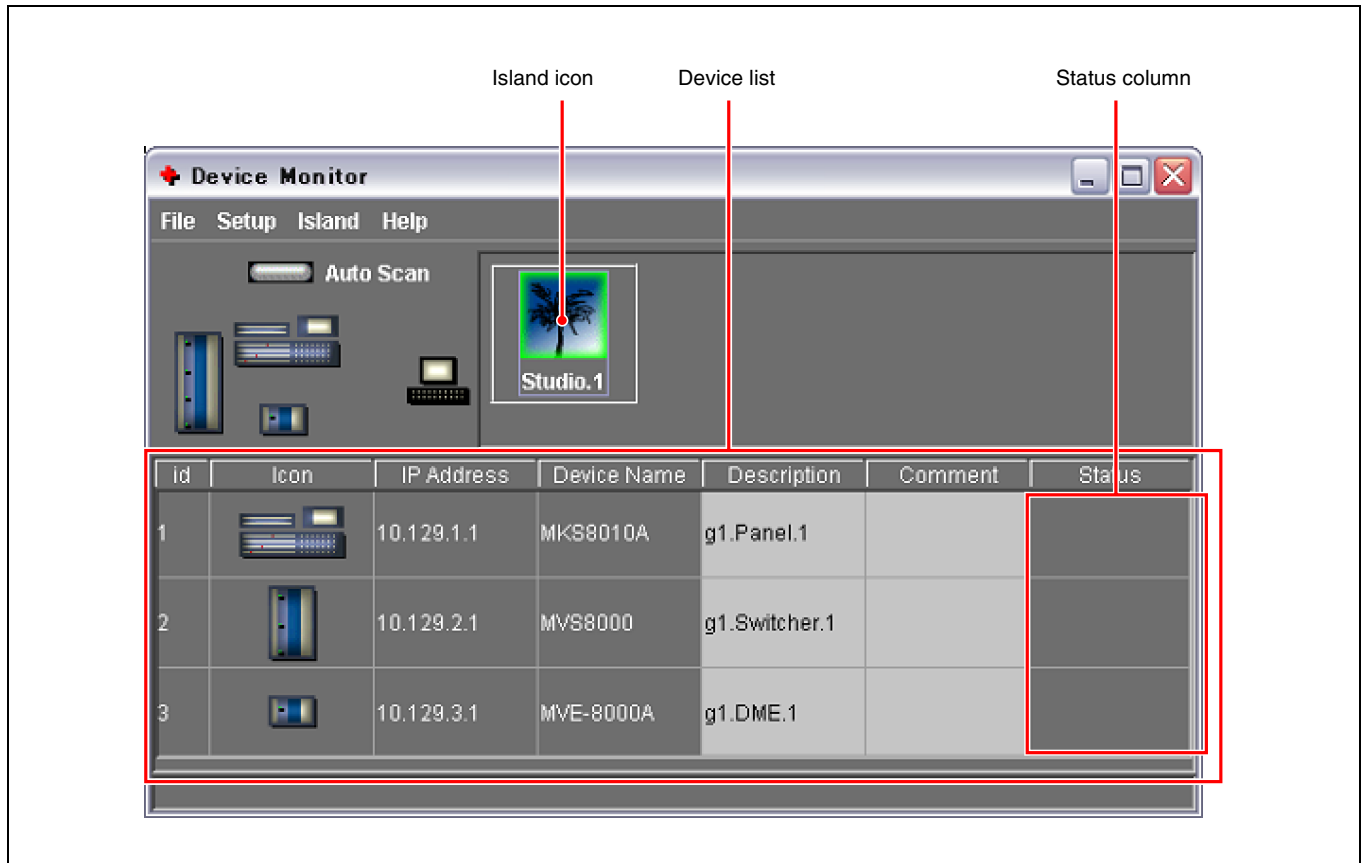 Island icon Device list Status column
Device Monitor
File Setup Island Help
Auto Scan
Studio.1
id Icon IP Address Device Name Description Comment Status
1 10.129.1.1 MKS8010A g1.Panel.1
2 10.129.2.1 MVS8000 g1.Switcher.1
3 10.129.3.1 MVE-8000A g1.DME.1